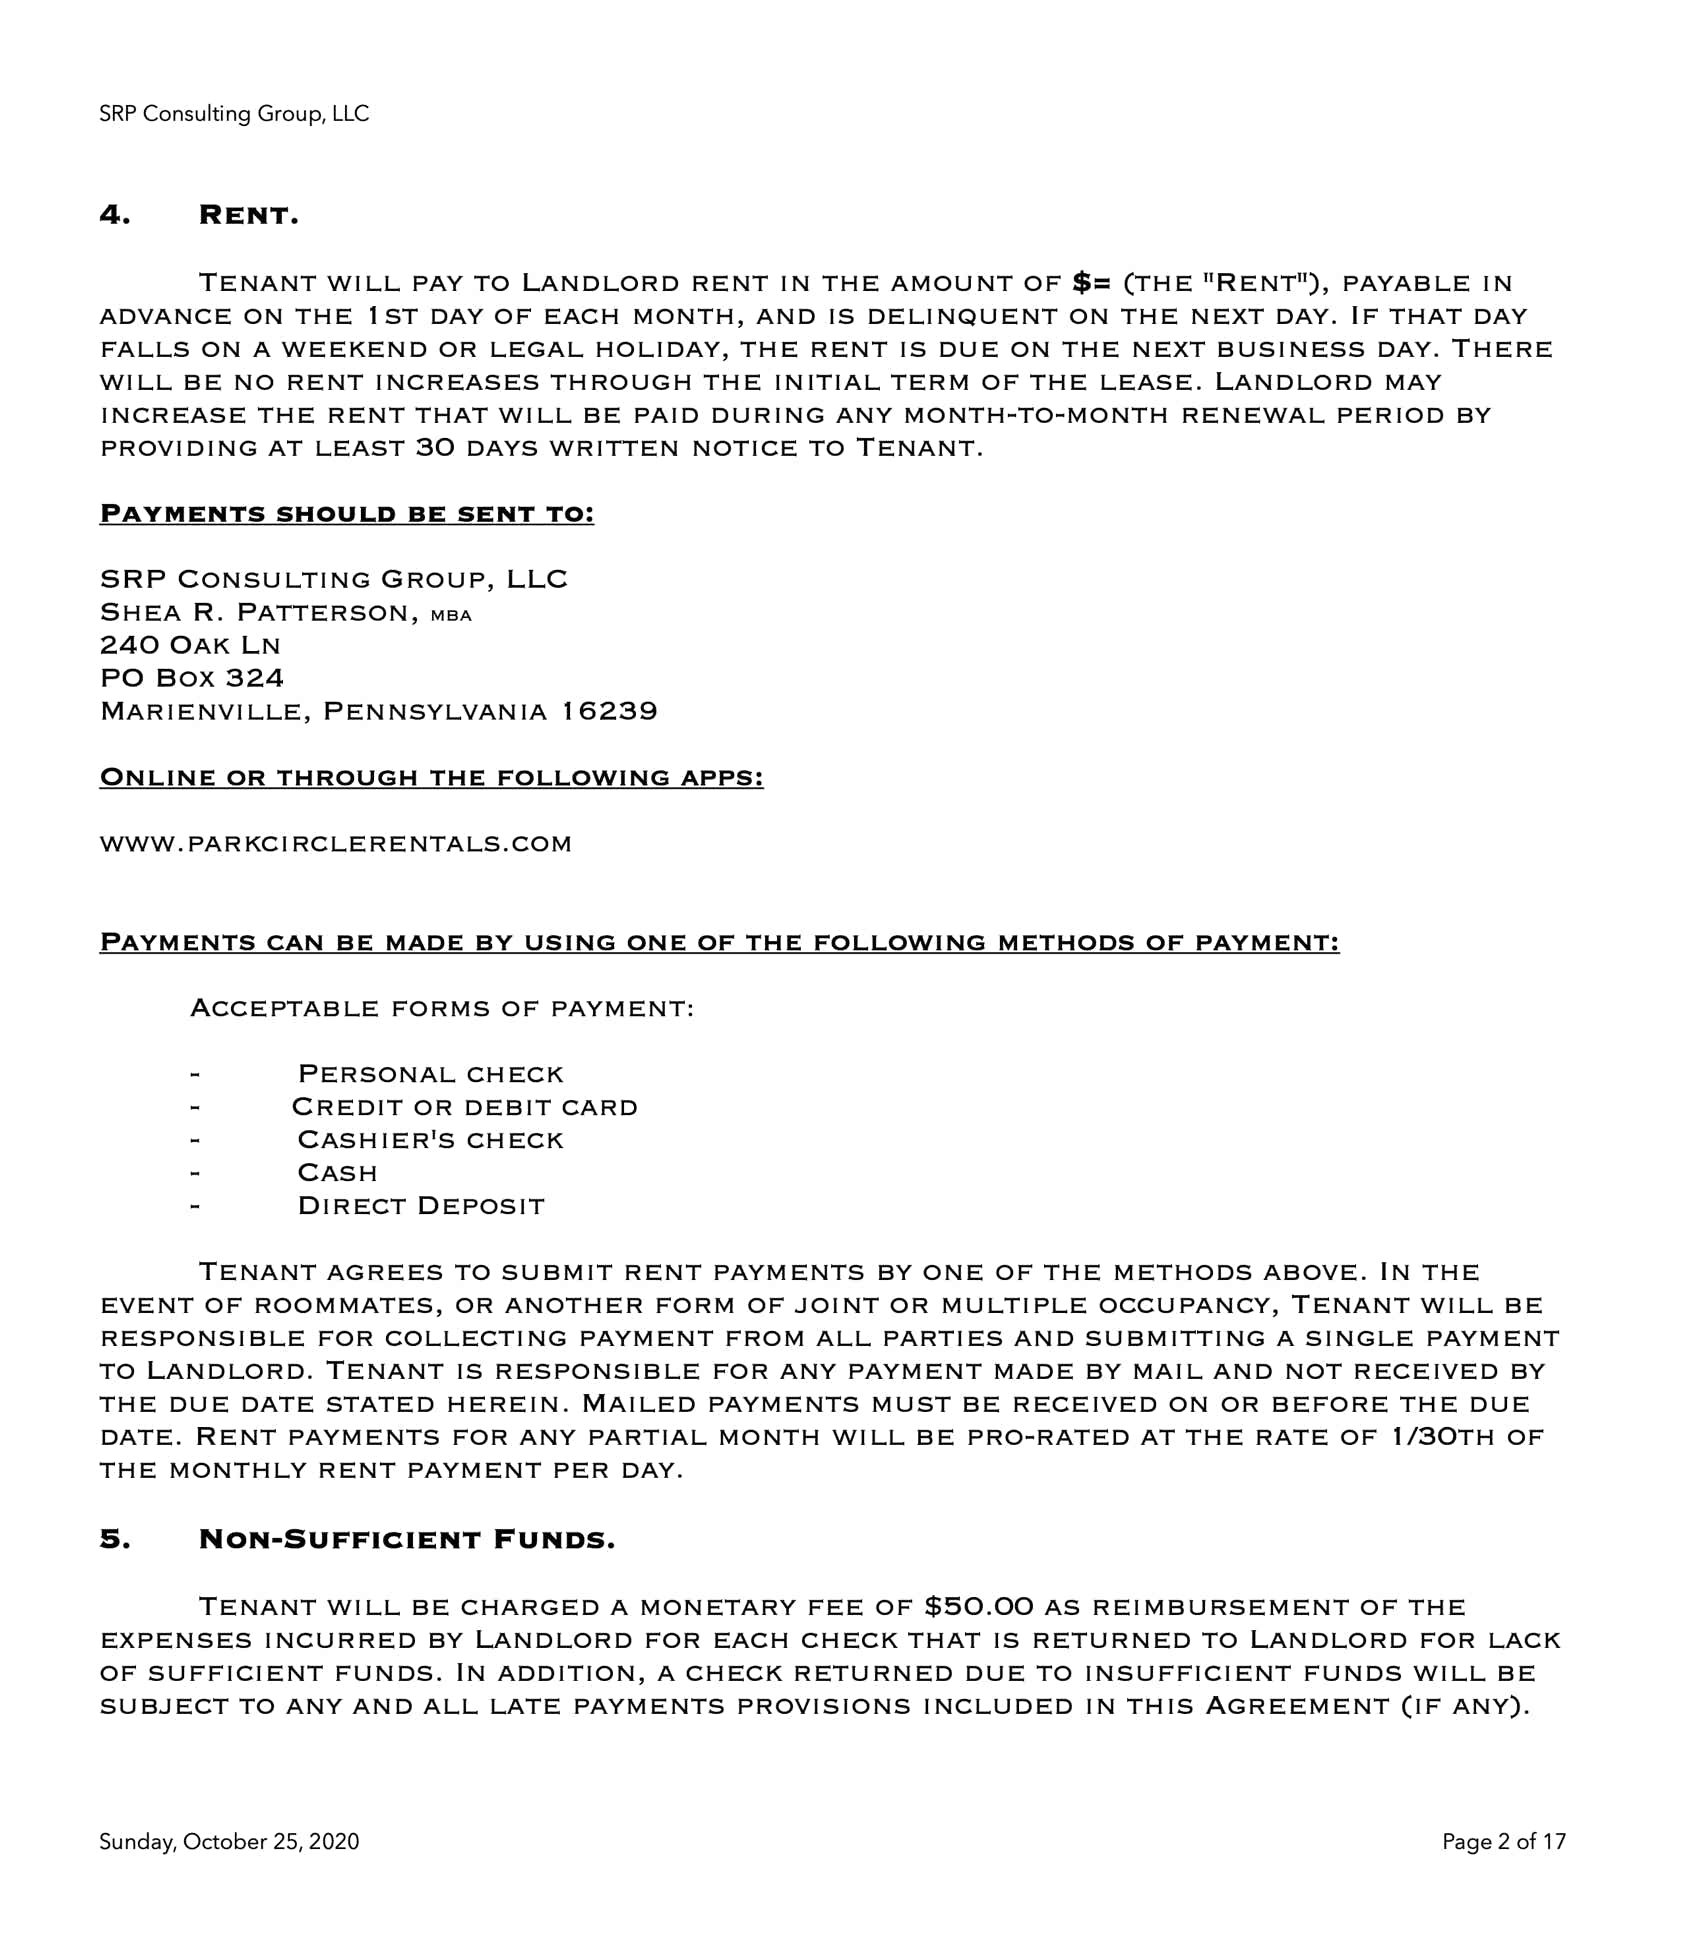 SRP Consulting Group, LLC
4. Rent.
Tenant will pay to Landlord rent in the amount of $= (the "Rent"), payable in
advance on the 1st day of each month, and is delinquent on the next day. If that day
falls on a weekend or legal holiday, the rent is due on the next business day. There
will be no rent increases through the initial term of the lease. Landlord may
increase the rent that will be paid during any month-to-month renewal period by
providing at least 30 days written notice to Tenant.
Payments should be sent to:
SRP Consulting Group, LLC
Shea R. Patterson, MBA
240 Oak Ln
PO Box 324
Marienville, Pennsylvania 16239
Online or through the following apps:
www.parkcirclerentals.com
Payments can be made by using one of the following methods of payment:
Acceptable forms of payment:
- Personal check
- Credit or debit card
- Cashier's check
- Cash
- Direct Deposit
Tenant agrees to submit rent payments by one of the methods above. In the
event of roommates, or another form of joint or multiple occupancy, Tenant will be
responsible for collecting payment from all parties and submitting a single payment
to Landlord. Tenant is responsible for any payment made by mail and not received by
the due date stated herein. Mailed payments must be received on or before the due
date. Rent payments for any partial month will be pro-rated at the rate of 1/30th of
the monthly rent payment per day.
5. Non-Sufficient Funds.
Tenant will be charged a monetary fee of $50.00 as reimbursement of the
expenses incurred by Landlord for each check that is returned to Landlord for lack
of sufficient funds. In addition, a check returned due to insufficient funds will be
subject to any and all late payments provisions included in this Agreement (if any).
Sunday, October 25, 2020 Page 2 of 17